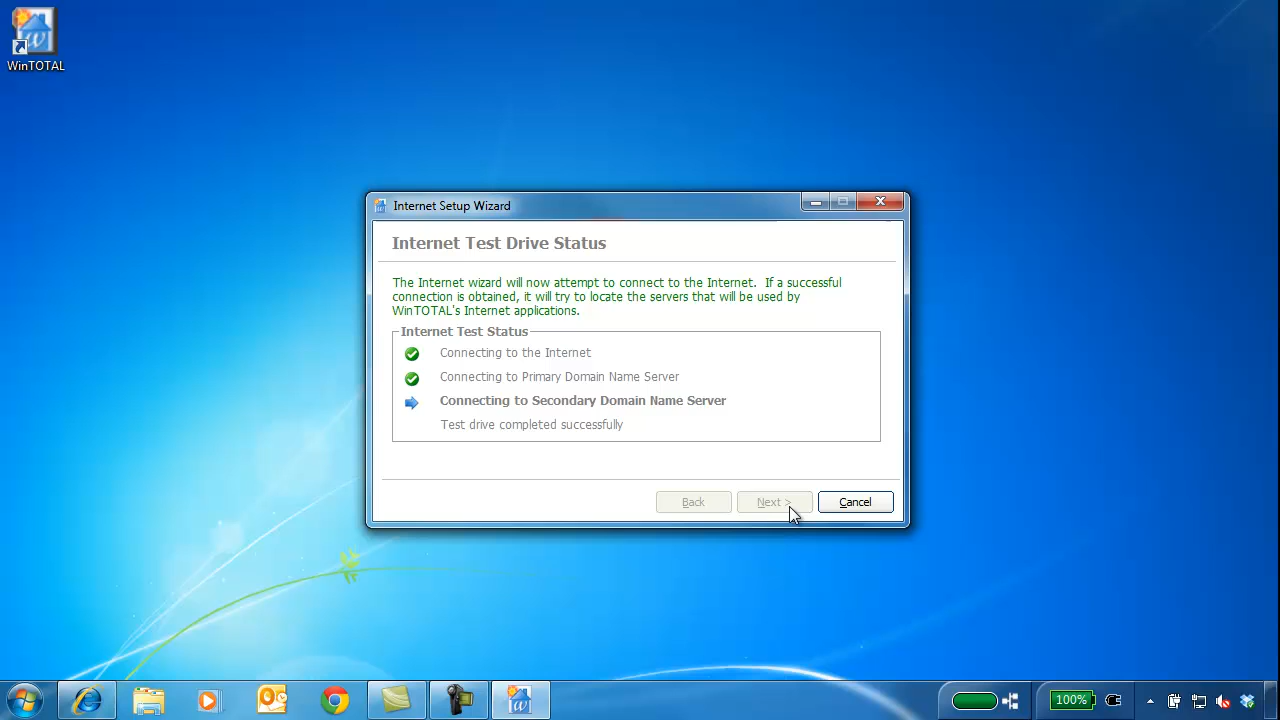 WinTOTAL
Internet Setup Wizard
Internet Test Drive Status
The Internet wizard will now attempt to connect to the Internet.  If a successful
connection is obtained, it will try to locate the servers that will be used by
WinTOTAL's Internet applications.
Internet Test Status
Connecting to the Internet
Connecting to Primary Domain Name Server
Connecting to Secondary Domain Name Server
Test drive completed successfully
Back
Next >
Cancel
100%